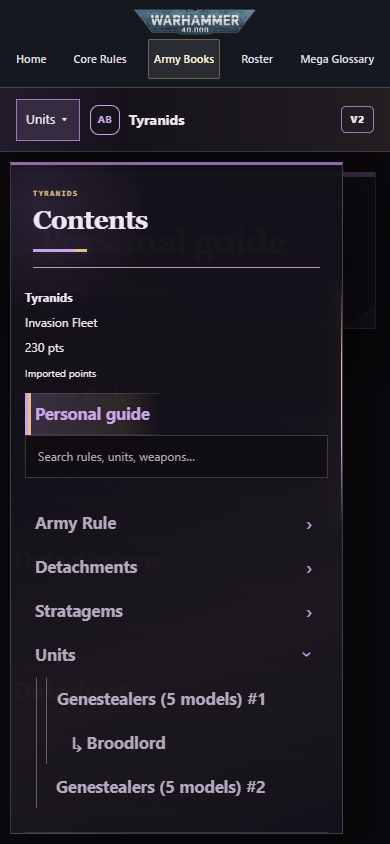 WARHAMMER
40,000
Home Core Rules Army Books Roster Mega Glossary
Units AB Tyranids V2
TYRANIDS
Contents
Tyranids
Invasion Fleet
230 pts
Imported points
Personal guide
Search rules, units, weapons...
Army Rule
Detachments
Stratagems
Units
Genestealers (5 models) #1
↳ Broodlord
Genestealers (5 models) #2